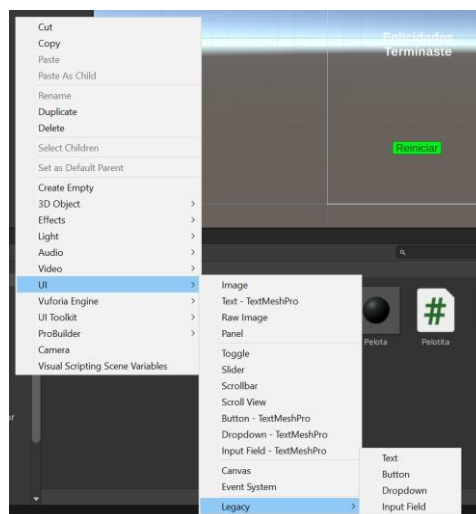 Cut
Copy
Paste
Paste As Child
Rename
Duplicate
Delete
Select Children
Set as Default Parent
Create Empty
3D Object
Effects
Light
Audio
Video
UI
Vuforia Engine
UI Toolkit
ProBuilder
Camera
Visual Scripting Scene Variables
Felicidades
Terminaste
Reiniciar
Image
Text - TextMeshPro
Raw Image
Panel
Toggle
Slider
Scrollbar
Scroll View
Button - TextMeshPro
Dropdown - TextMeshPro
Input Field - TextMeshPro
Canvas
Event System
Legacy
Pelota
#
Pelotita
Text
Button
Dropdown
Input Field